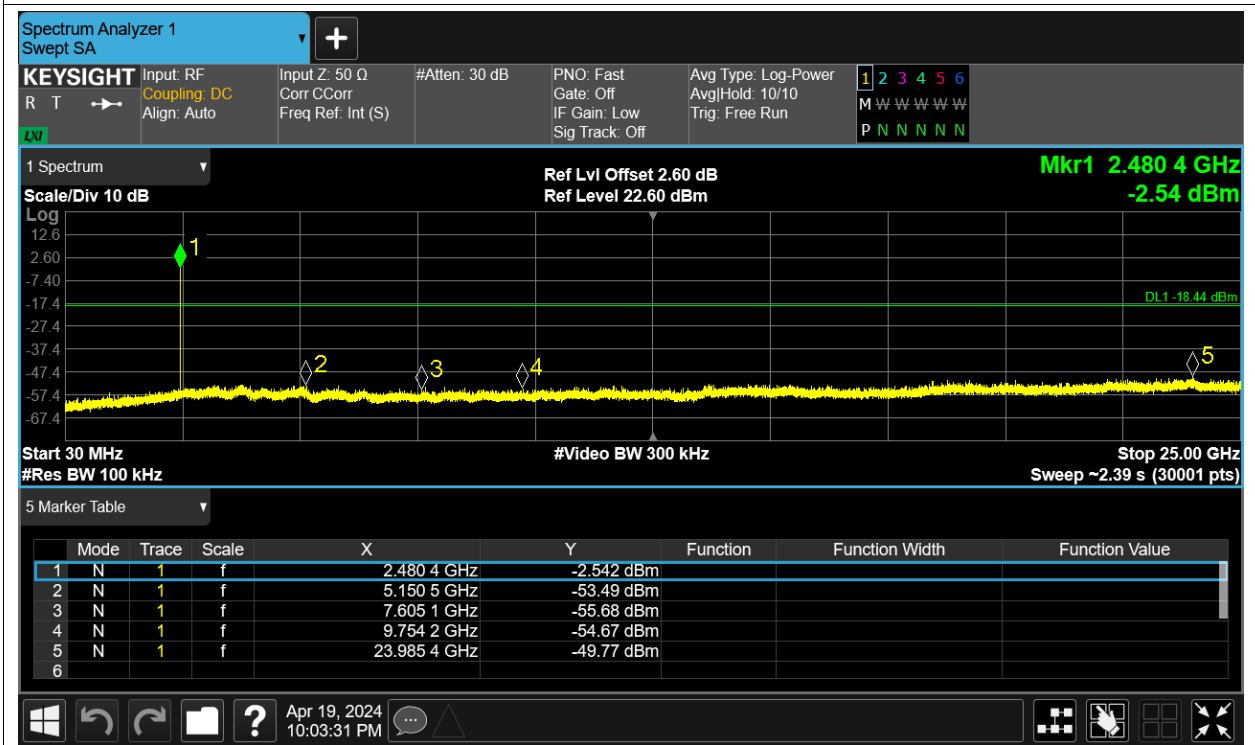 Spectrum Analyzer 1
Swept SA
KEYSIGHT
R T
LXI
Input: RF
Coupling: DC
Align: Auto
Input Z: 50 Ω
Corr CCorr
Freq Ref: Int (S)
#Atten: 30 dB
PNO: Fast
Gate: Off
IF Gain: Low
Sig Track: Off
Avg Type: Log-Power
Avg|Hold: 10/10
Trig: Free Run
1 2 3 4 5 6
M W W W W W
P N N N N N
1 Spectrum
Scale/Div 10 dB
Ref Lvl Offset 2.60 dB
Ref Level 22.60 dBm
Mkr1 2.480 4 GHz
-2.54 dBm
Log
12.6
2.60
-7.40
-17.4
-27.4
-37.4
-47.4
-57.4
-67.4
1
2
3
4
5
DL1 -18.44 dBm
Start 30 MHz
#Video BW 300 kHz
Stop 25.00 GHz
#Res BW 100 kHz
Sweep ~2.39 s (30001 pts)
5 Marker Table
Mode Trace Scale X Y Function Function Width Function Value
1 N 1 f 2.480 4 GHz -2.542 dBm
2 N 1 f 5.150 5 GHz -53.49 dBm
3 N 1 f 7.605 1 GHz -55.68 dBm
4 N 1 f 9.754 2 GHz -54.67 dBm
5 N 1 f 23.985 4 GHz -49.77 dBm
6
?
Apr 19, 2024
10:03:31 PM